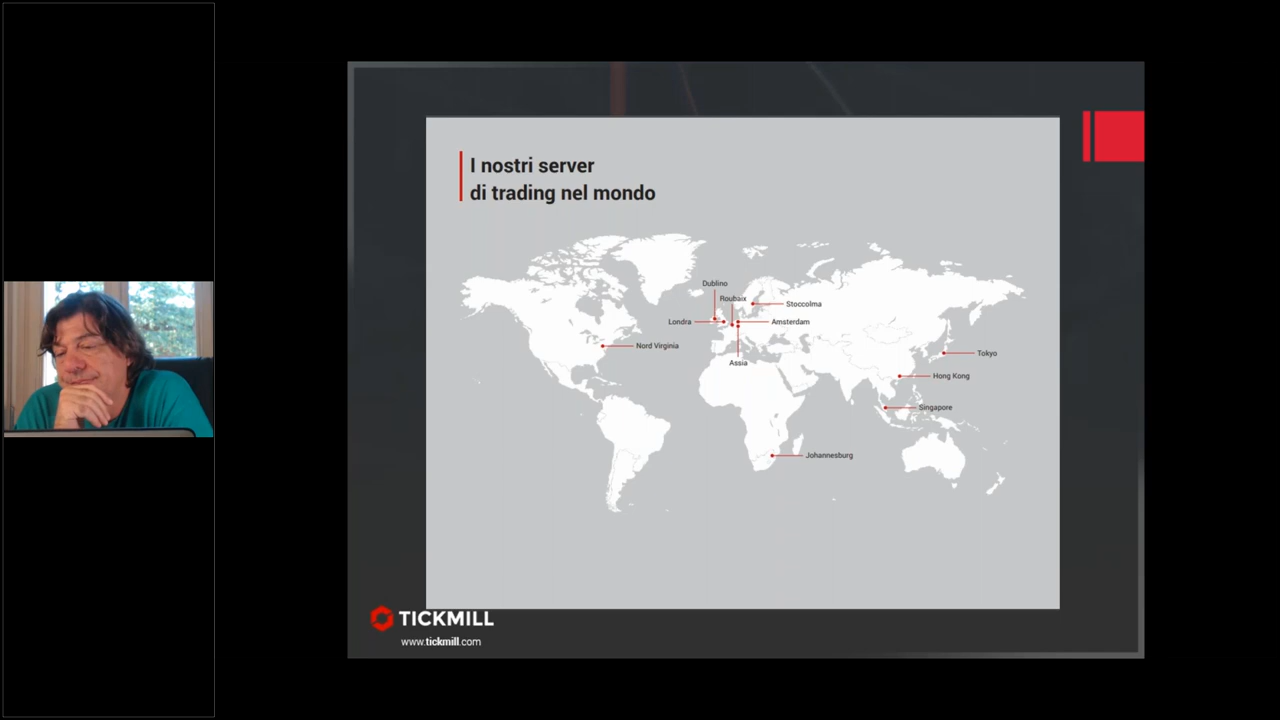 I nostri server
di trading nel mondo
Dublino
Roubaix
Stoccolma
Londra
Amsterdam
Nord Virginia
Assia
Tokyo
Hong Kong
Singapore
Johannesburg
TICKMILL
www.tickmill.com